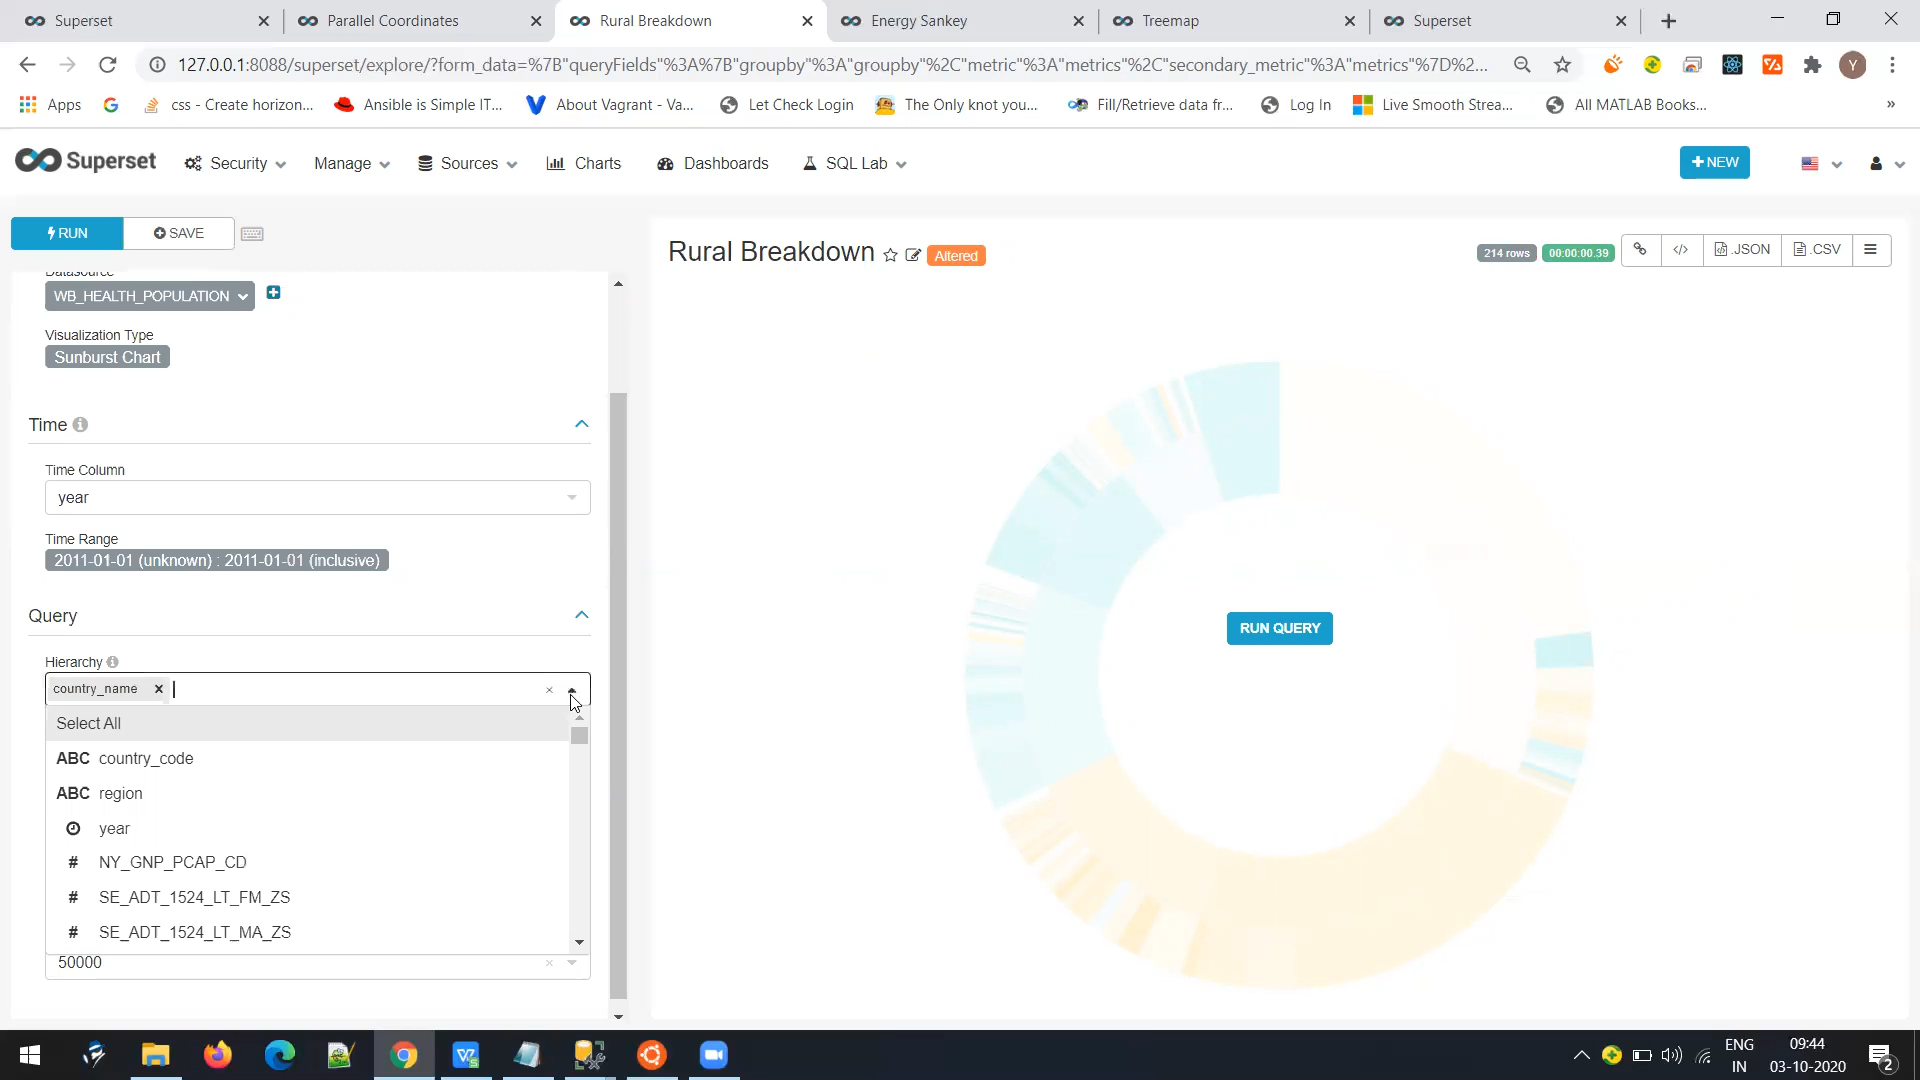 Superset
Parallel Coordinates
Rural Breakdown
Energy Sankey
Treemap
Superset
127.0.0.1:8088/superset/explore/?form_data=%7B"queryFields"%3A%7B"groupby"%3A"groupby"%2C"metric"%3A"metrics"%2C"secondary_metric"%3A"metrics"%7D%2...
Y
Apps
css - Create horizon...
Ansible is Simple IT...
About Vagrant - Va...
Let Check Login
The Only knot you...
Fill/Retrieve data fr...
Log In
Live Smooth Strea...
All MATLAB Books...
»
Superset
Security
Manage
Sources
Charts
Dashboards
SQL Lab
+ NEW
RUN
SAVE
Datasource
WB_HEALTH_POPULATION
Visualization Type
Sunburst Chart
Time
Time Column
year
Time Range
2011-01-01 (unknown) : 2011-01-01 (inclusive)
Query
Hierarchy
country_name
Select All
ABC country_code
ABC region
year
# NY_GNP_PCAP_CD
# SE_ADT_1524_LT_FM_ZS
# SE_ADT_1524_LT_MA_ZS
50000
Rural Breakdown
Altered
214 rows
00:00:00.39
</>
.JSON
.CSV
RUN QUERY
ENG
IN
09:44
03-10-2020
2